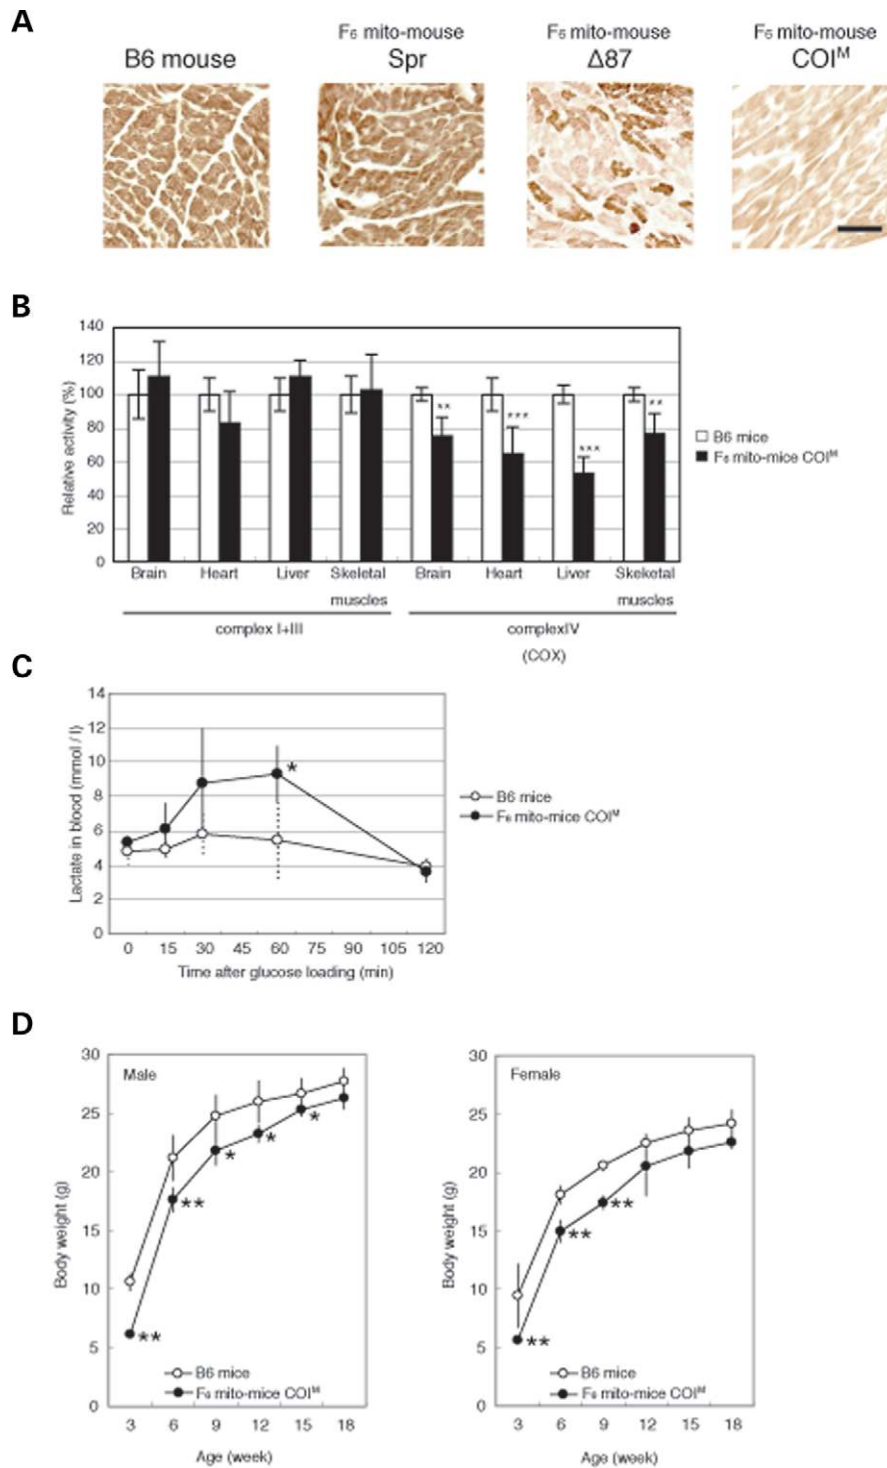 A
B6 mouse
F₆ mito-mouse
Spr
F₆ mito-mouse
Δ87
F₆ mito-mouse
COIᴹ
B
140
120
100
80
60
40
20
0
Relative activity (%)
** *** *** **
B6 mice
F₆ mito-mice COIᴹ
Brain Heart Liver Skeletal muscles Brain Heart Liver Skeketal muscles
complex I+III
complexIV
(COX)
C
14
12
10
8
6
4
2
0
Lactate in blood (mmol / l)
*
B6 mice
F₆ mito-mice COIᴹ
0 15 30 45 60 75 90 105 120
Time after glucose loading (min)
D
30
25
20
15
10
5
0
Body weight (g)
Male
** ** * * *
B6 mice
F₆ mito-mice COIᴹ
3 6 9 12 15 18
Age (week)
30
25
20
15
10
5
0
Body weight (g)
Female
** ** **
B6 mice
F₆ mito-mice COIᴹ
3 6 9 12 15 18
Age (week)